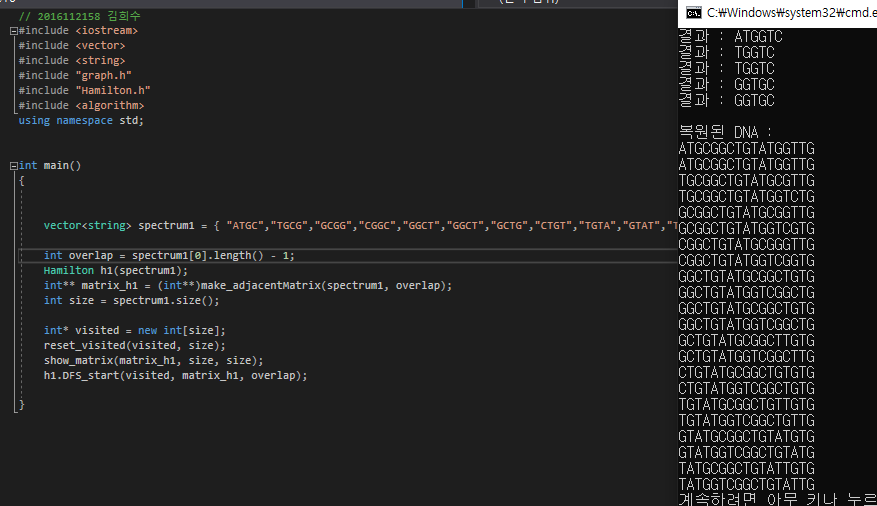 // 2016112158 김희수
#include <iostream>
#include <vector>
#include <string>
#include "graph.h"
#include "Hamilton.h"
#include <algorithm>
using namespace std;
int main()
{
vector<string> spectrum1 = { "ATGC","TGCG","GCGG","CGGC","GGCT","GGCT","GCTG","CTGT","TGTA","GTAT","T
int overlap = spectrum1[0].length() - 1;
Hamilton h1(spectrum1);
int** matrix_h1 = (int**)make_adjacentMatrix(spectrum1, overlap);
int size = spectrum1.size();
int* visited = new int[size];
reset_visited(visited, size);
show_matrix(matrix_h1, size, size);
h1.DFS_start(visited, matrix_h1, overlap);
}
C:₩Windows₩system32₩cmd.e
결과 : ATGGTC
결과 : TGGTC
결과 : TGGTC
결과 : GGTGC
결과 : GGTGC
복원된 DNA :
ATGCGGCTGTATGGTTG
ATGCGGCTGTATGGTTG
TGCGGCTGTATGCGTTG
TGCGGCTGTATGGTCTG
GCGGCTGTATGCGGTTG
GCGGCTGTATGGTCGTG
CGGCTGTATGCGGGTTG
CGGCTGTATGGTCGGTG
GGCTGTATGCGGCTGTG
GGCTGTATGGTCGGCTG
GGCTGTATGCGGCTGTG
GGCTGTATGGTCGGCTG
GCTGTATGCGGCTTGTG
GCTGTATGGTCGGCTTG
CTGTATGCGGCTGTGTG
CTGTATGGTCGGCTGTG
TGTATGCGGCTGTTGTG
TGTATGGTCGGCTGTTG
GTATGCGGCTGTATGTG
GTATGGTCGGCTGTATG
TATGCGGCTGTATTGTG
TATGGTCGGCTGTATTG
계속하려면 아무 키나 누르